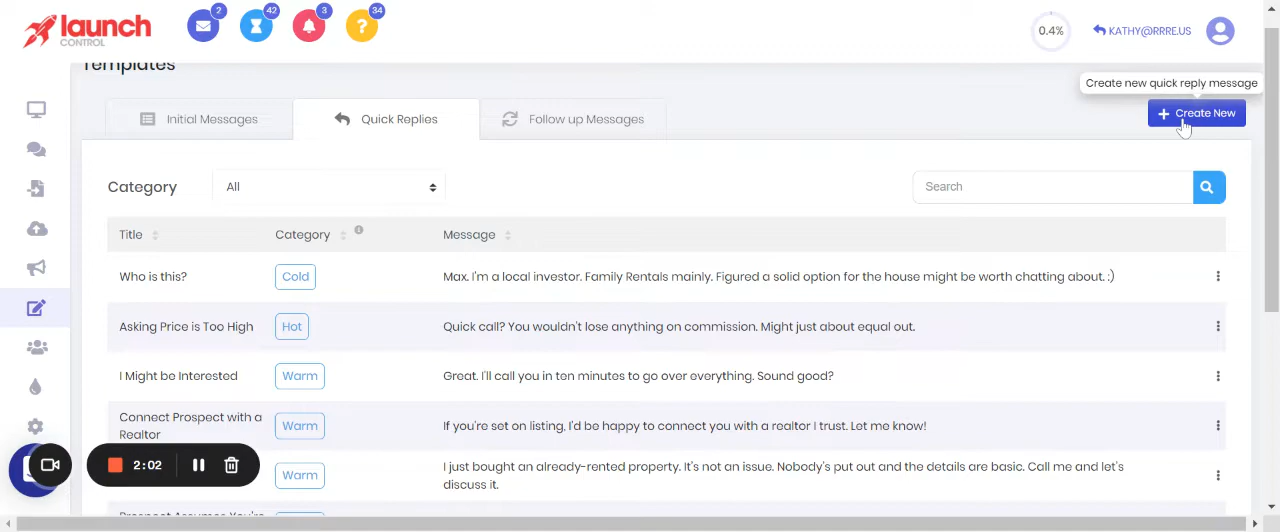 launch
CONTROL
2
42
3
34
?
0.4%
KATHY@RRRE.US
Templates
Create new quick reply message
Initial Messages
Quick Replies
Follow up Messages
+ Create New
Category
All
Search
Title
Category
Message
Who is this?
Cold
Max. I'm a local investor. Family Rentals mainly. Figured a solid option for the house might be worth chatting about. :)
Asking Price is Too High
Hot
Quick call? You wouldn't lose anything on commission. Might just about equal out.
I Might be Interested
Warm
Great. I'll call you in ten minutes to go over everything. Sound good?
Connect Prospect with a
Realtor
Warm
If you're set on listing, I'd be happy to connect you with a realtor I trust. Let me know!
2:02
Warm
I just bought an already-rented property. It's not an issue. Nobody's put out and the details are basic. Call me and let's
discuss it.
Prospect Assumes You're